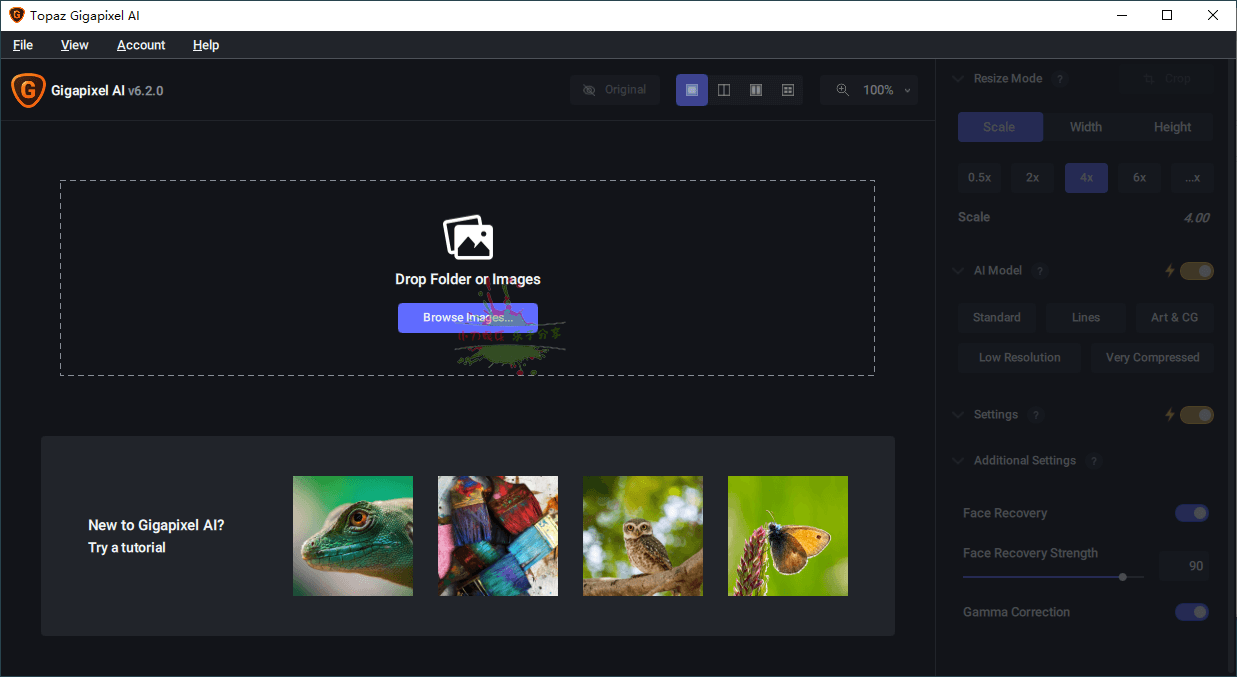 Topaz Gigapixel AI
File View Account Help
G Gigapixel AI v6.2.0
Original
100%
Drop Folder or Images
Browse Images...
New to Gigapixel AI?
Try a tutorial
Resize Mode ? Crop
Scale Width Height
0.5x 2x 4x 6x ...x
Scale 4.00
AI Model ?
Standard Lines Art & CG
Low Resolution Very Compressed
Settings ?
Additional Settings ?
Face Recovery
Face Recovery Strength
90
Gamma Correction